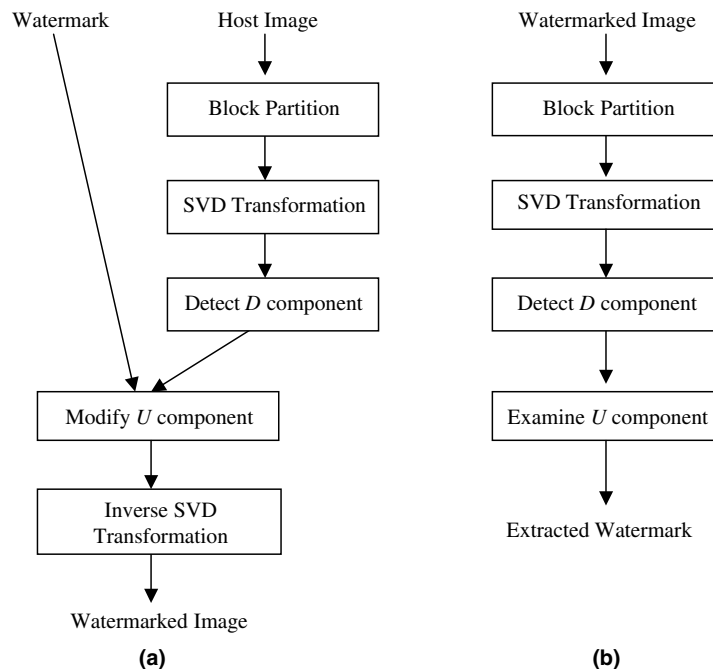 Watermark
Host Image
Block Partition
SVD Transformation
Detect D component
Modify U component
Inverse SVD
Transformation
Watermarked Image
(a)
Watermarked Image
Block Partition
SVD Transformation
Detect D component
Examine U component
Extracted Watermark
(b)